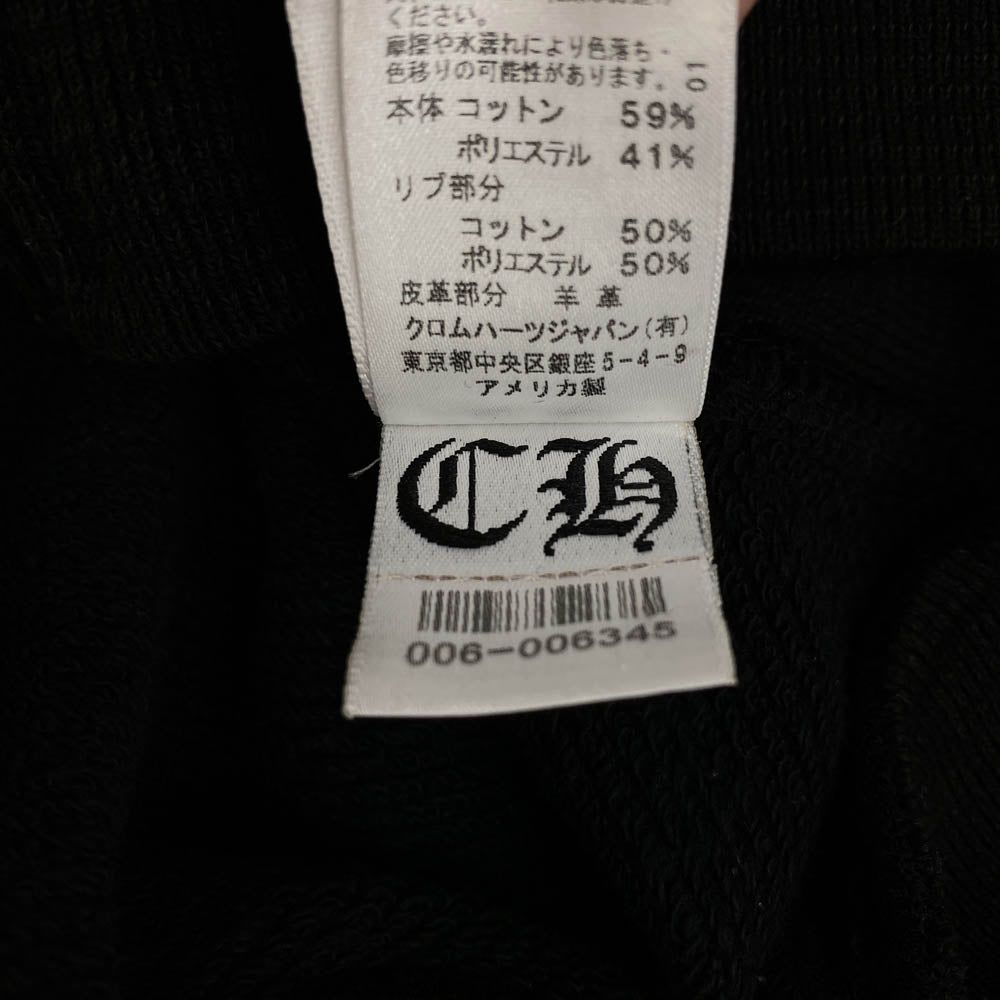 ください。
摩擦や水濡れにより色落ち・
色移りの可能性があります。
01
本体 コットン 59%
ポリエステル 41%
リブ部分
コットン 50%
ポリエステル 50%
皮革部分 羊革
クロムハーツジャパン(有)
東京都中央区銀座5-4-9
アメリカ製
CH
006-006345